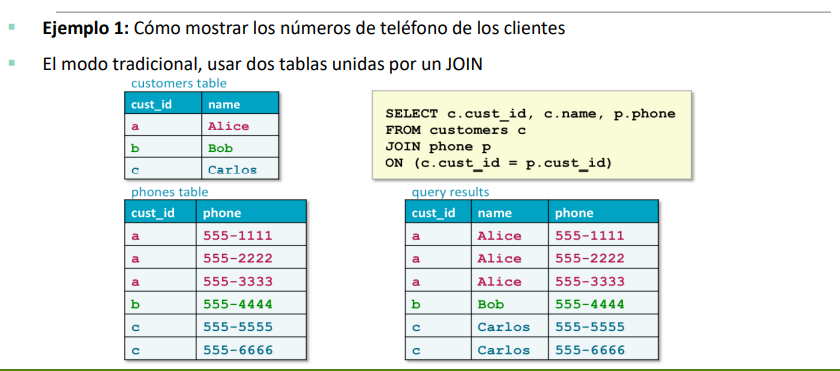 Ejemplo 1: Cómo mostrar los números de teléfono de los clientes
El modo tradicional, usar dos tablas unidas por un JOIN
customers table
cust_id name
a Alice
b Bob
c Carlos
SELECT c.cust_id, c.name, p.phone
FROM customers c
JOIN phone p
ON (c.cust_id = p.cust_id)
phones table
cust_id phone
a 555-1111
a 555-2222
a 555-3333
b 555-4444
c 555-5555
c 555-6666
query results
cust_id name phone
a Alice 555-1111
a Alice 555-2222
a Alice 555-3333
b Bob 555-4444
c Carlos 555-5555
c Carlos 555-6666